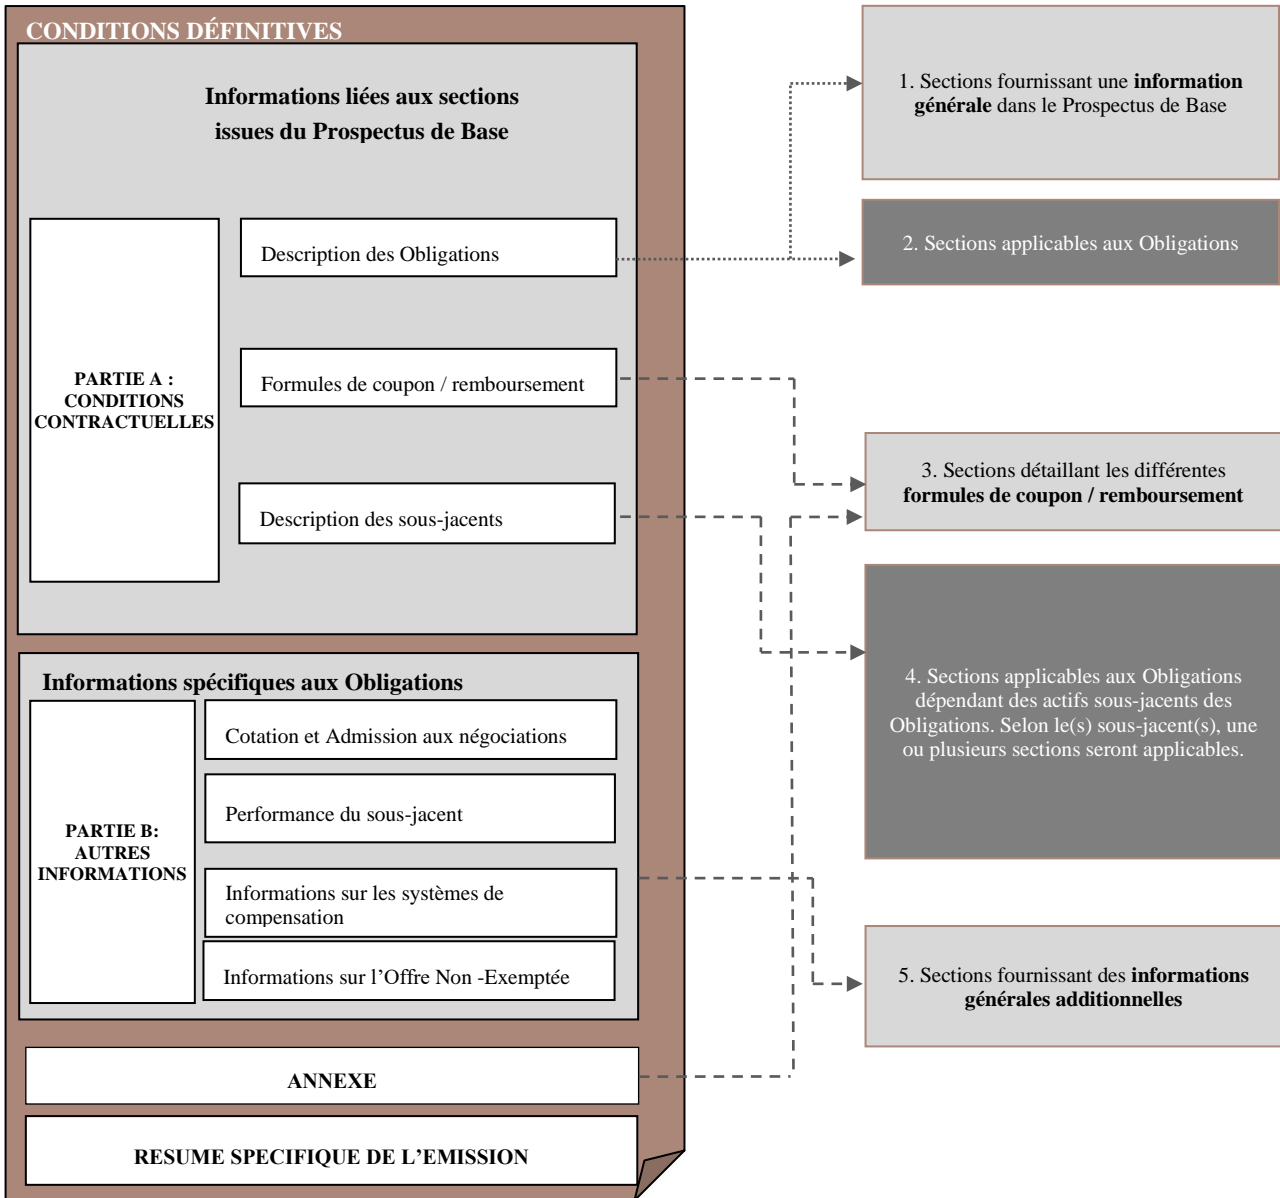 CONDITIONS DÉFINITIVES
Informations liées aux sections
issues du Prospectus de Base
PARTIE A :
CONDITIONS
CONTRACTUELLES
Description des Obligations
Formules de coupon / remboursement
Description des sous-jacents
Informations spécifiques aux Obligations
PARTIE B:
AUTRES
INFORMATIONS
Cotation et Admission aux négociations
Performance du sous-jacent
Informations sur les systèmes de
compensation
Informations sur l’Offre Non -Exemptée
ANNEXE
RESUME SPECIFIQUE DE L’EMISSION
1. Sections fournissant une information
générale dans le Prospectus de Base
2. Sections applicables aux Obligations
3. Sections détaillant les différentes
formules de coupon / remboursement
4. Sections applicables aux Obligations
dépendant des actifs sous-jacents des
Obligations. Selon le(s) sous-jacent(s), une
ou plusieurs sections seront applicables.
5. Sections fournissant des informations
générales additionnelles